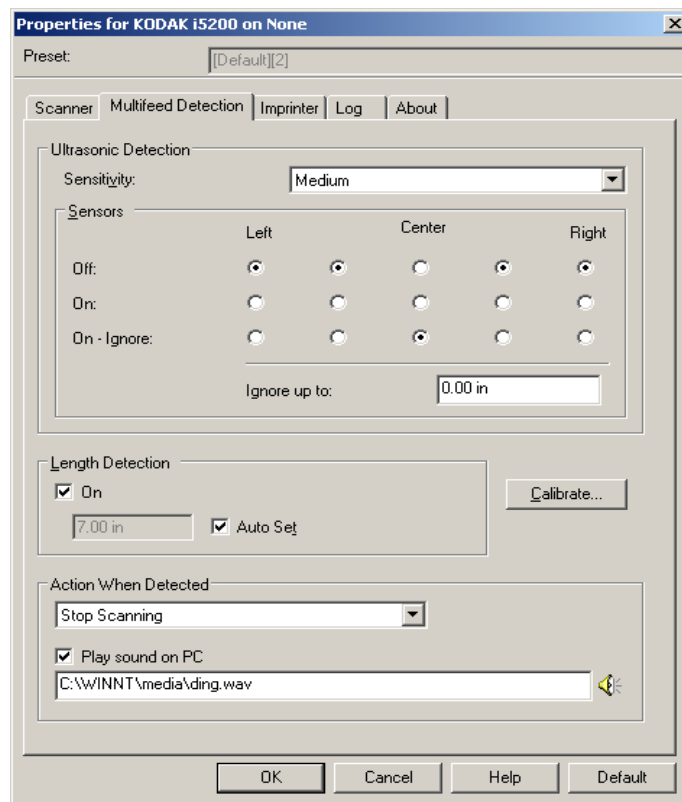 Properties for KODAK i5200 on None
Preset: [Default][2]
Scanner Multifeed Detection Imprinter Log About
Ultrasonic Detection
Sensitivity: Medium
Sensors
Left Center Right
Off:
On:
On - Ignore:
Ignore up to: 0.00 in
Length Detection
On
Calibrate...
7.00 in Auto Set
Action When Detected
Stop Scanning
Play sound on PC
C:\WINNT\media\ding.wav
OK Cancel Help Default